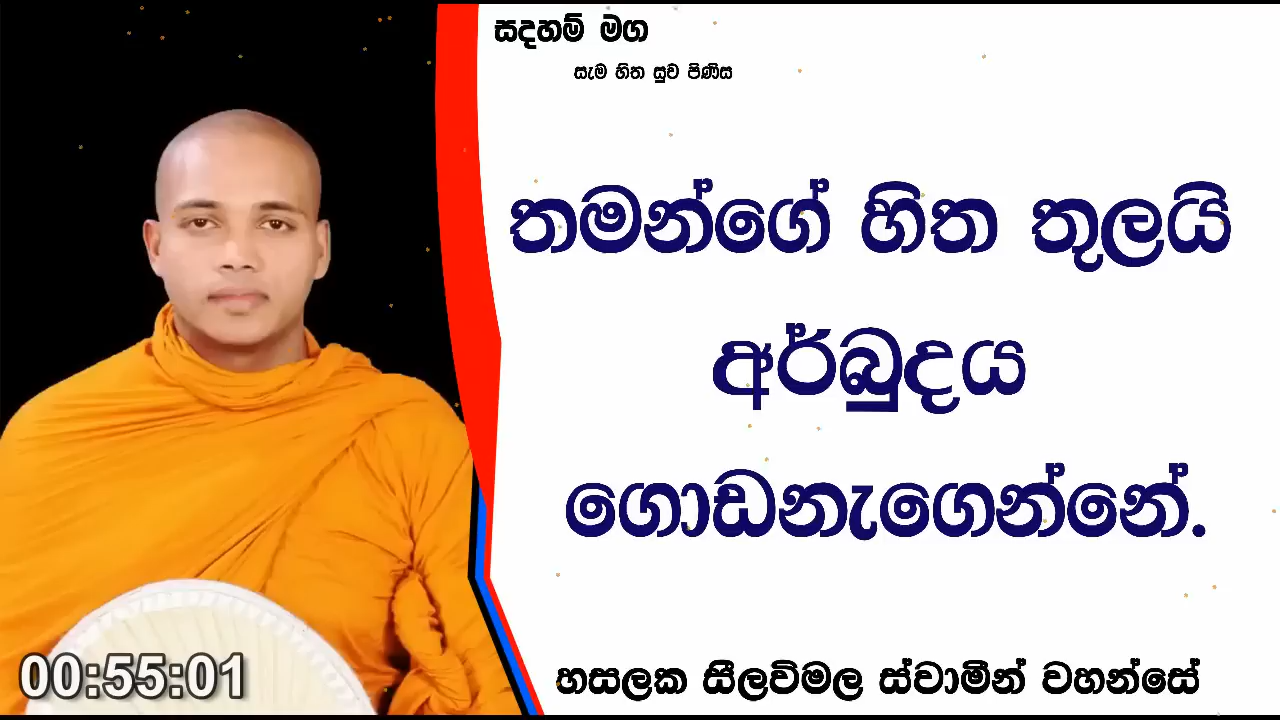 සදහම් මග
සැම හිත සුව පිණිස
තමන්ගේ හිත තුලයි
අර්බුදය
ගොඩනැගෙන්නේ.
හසලක සීලවිමල ස්වාමීන් වහන්සේ
00:55:01